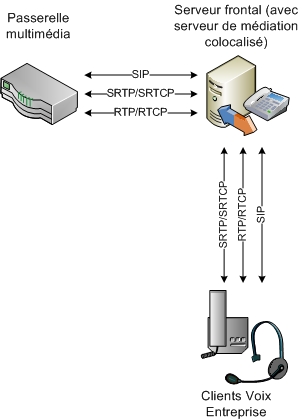 Passerelle
multimédia
Serveur frontal (avec
serveur de médiation
colocalisé)
SIP
SRTP/SRTCP
RTP/RTCP
SRTP/SRTCP
RTP/RTCP
SIP
Clients Voix
Entreprise